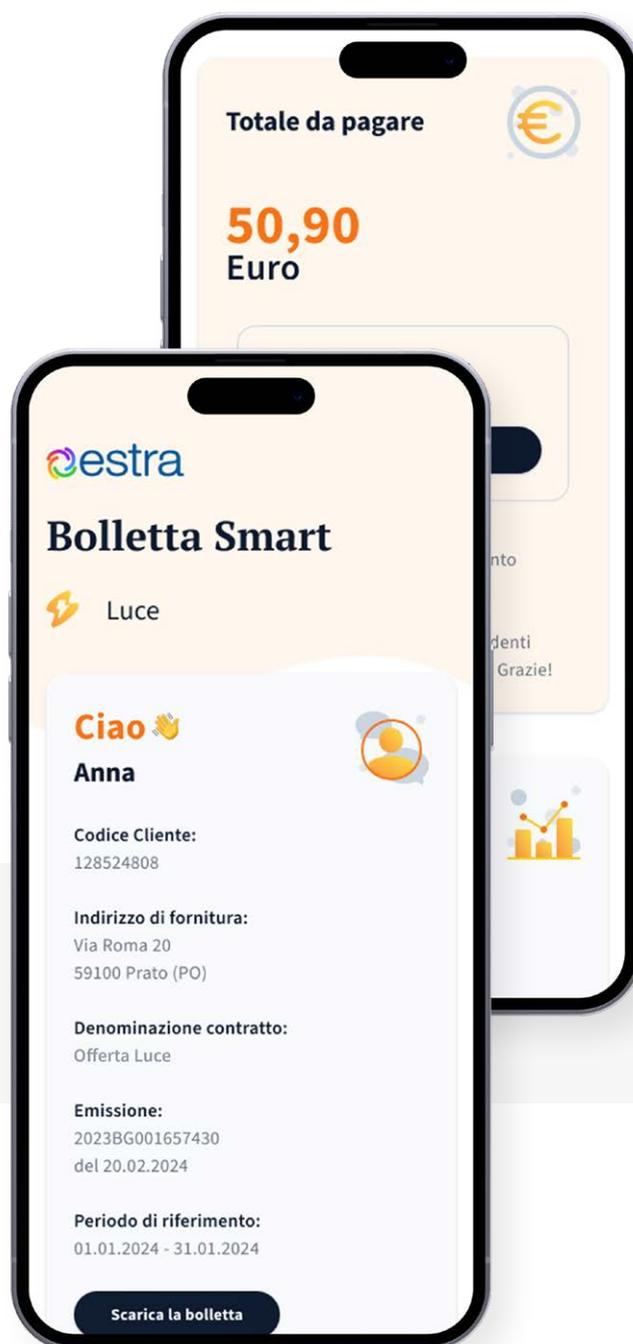 Totale da pagare
50,90
Euro
denti
Grazie!
estra
Bolletta Smart
Luce
Ciao
Anna
Codice Cliente:
128524808
Indirizzo di fornitura:
Via Roma 20
59100 Prato (PO)
Denominazione contratto:
Offerta Luce
Emissione:
2023BG001657430
del 20.02.2024
Periodo di riferimento:
01.01.2024 - 31.01.2024
Scarica la bolletta